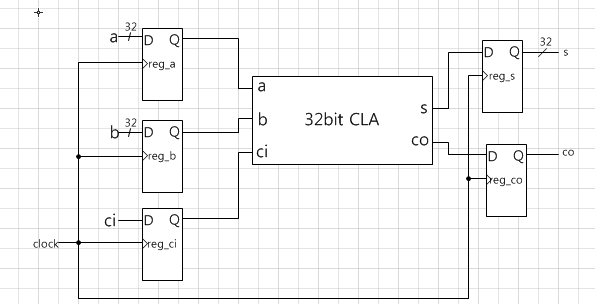 a 32 D Q
reg_a
b 32 D Q
reg_b
ci D Q
reg_ci
clock
a
b
ci
32bit CLA
s
co
D Q 32 s
reg_s
D Q co
reg_co